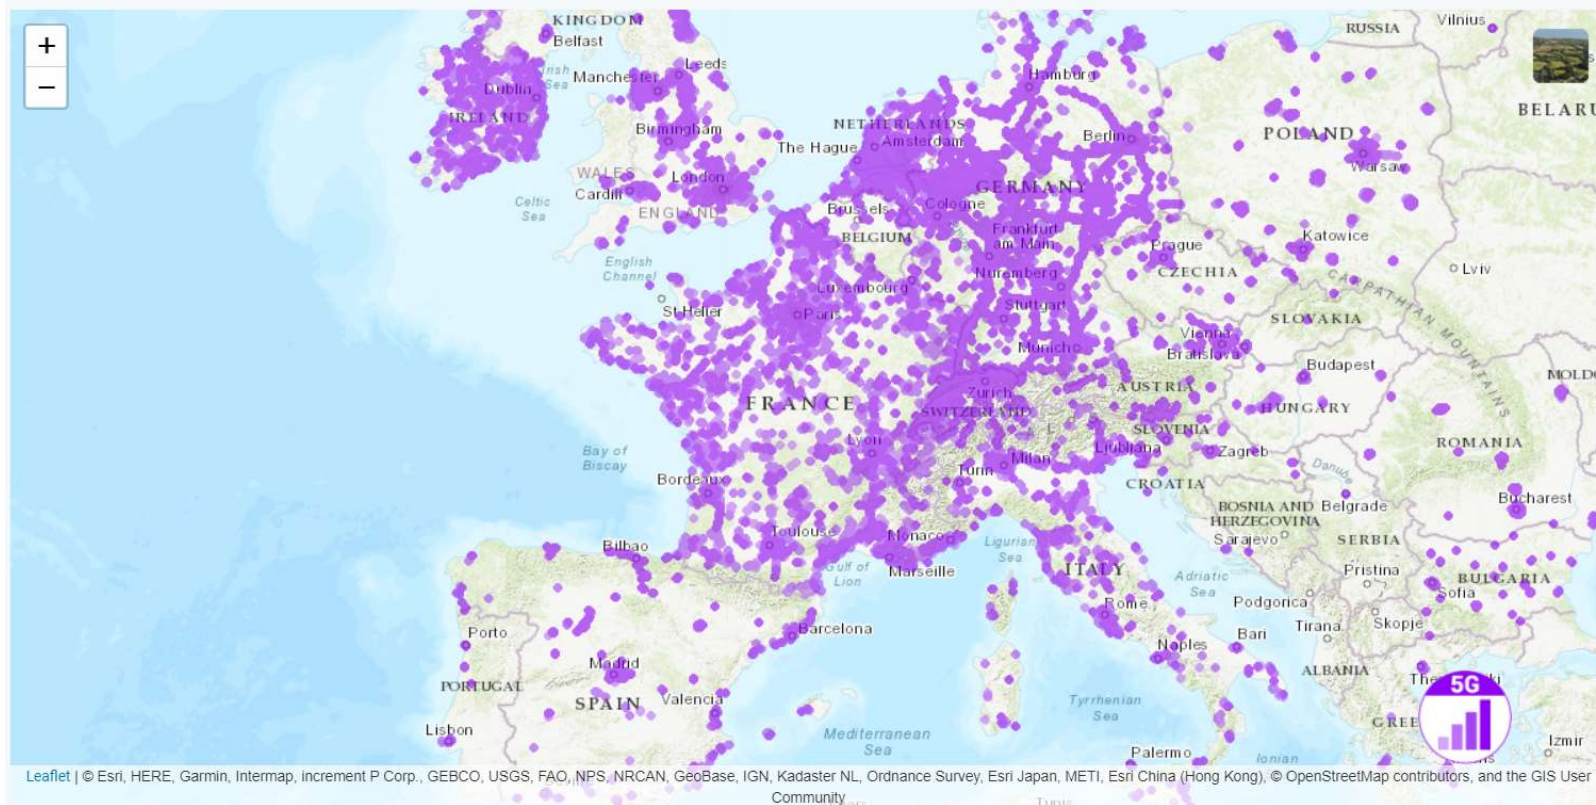 +
−
KINGDOM
Belfast
RUSSIA
Vilnius
Irish
Sea
Manchester
Leeds
Hamburg
Dublin
IRELAND
BELARU
Birmingham
NETHERLANDS
Amsterdam
The Hague
Berlin
POLAND
Warsaw
WALES
London
Cardiff
Celtic
Sea
ENGLAND
GERMANY
Brussels
Cologne
BELGIUM
Frankfurt
am Main
Prague
Katowice
English
Channel
Nuremberg
CZECHIA
Lviv
CARPATHIAN MOUNTAINS
Luxembourg
St Helier
Paris
Stuttgart
SLOVAKIA
Vienna
Bratislava
Munich
Budapest
MOLD
AUSTRIA
Zurich
FRANCE
SWITZERLAND
HUNGARY
Lyon
SLOVENIA
ROMANIA
Ljubliana
Zagreb
Bay of
Biscay
Milan
Turin
Danube
Bordeaux
CROATIA
BOSNIA AND
HERZEGOVINA
Belgrade
Bucharest
Toulouse
Monaco
Ligurian
Sea
Sarajevo
SERBIA
Bilbao
Gulf of
Lion
Marseille
ITALY
Adriatic
Sea
Pristina
BULGARIA
Sofia
Podgorica
Rome
Porto
Barcelona
Bari
Tirana
Skopje
Naples
Madrid
ALBANIA
PORTUGAL
SPAIN
Valencia
Tyrrhenian
Sea
5G
GREE
Lisbon
Mediterranean
Sea
Palermo
Ionian
Izmir
Leaflet | © Esri, HERE, Garmin, Intermap, increment P Corp., GEBCO, USGS, FAO, NPS, NRCAN, GeoBase, IGN, Kadaster NL, Ordnance Survey, Esri Japan, METI, Esri China (Hong Kong), © OpenStreetMap contributors, and the GIS User
Community